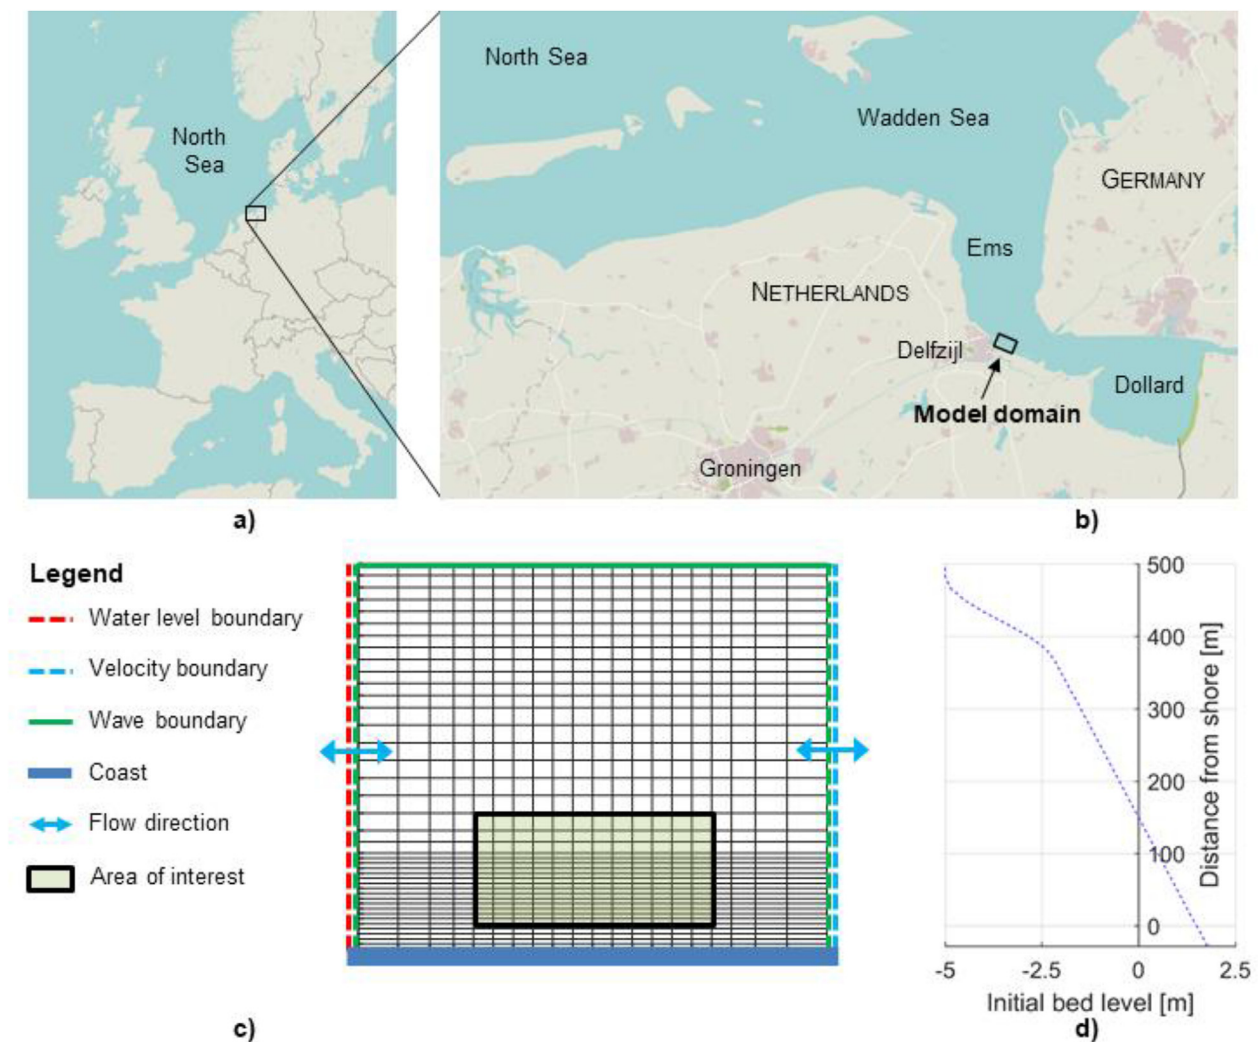 North
Sea
North Sea
Wadden Sea
GERMANY
Ems
NETHERLANDS
Delfzijl
Dollard
Model domain
Groningen
a)
b)
Legend
Water level boundary
Velocity boundary
Wave boundary
Coast
Flow direction
Area of interest
c)
500
400
300
200
100
0
Distance from shore [m]
-5
-2.5
0
2.5
Initial bed level [m]
d)